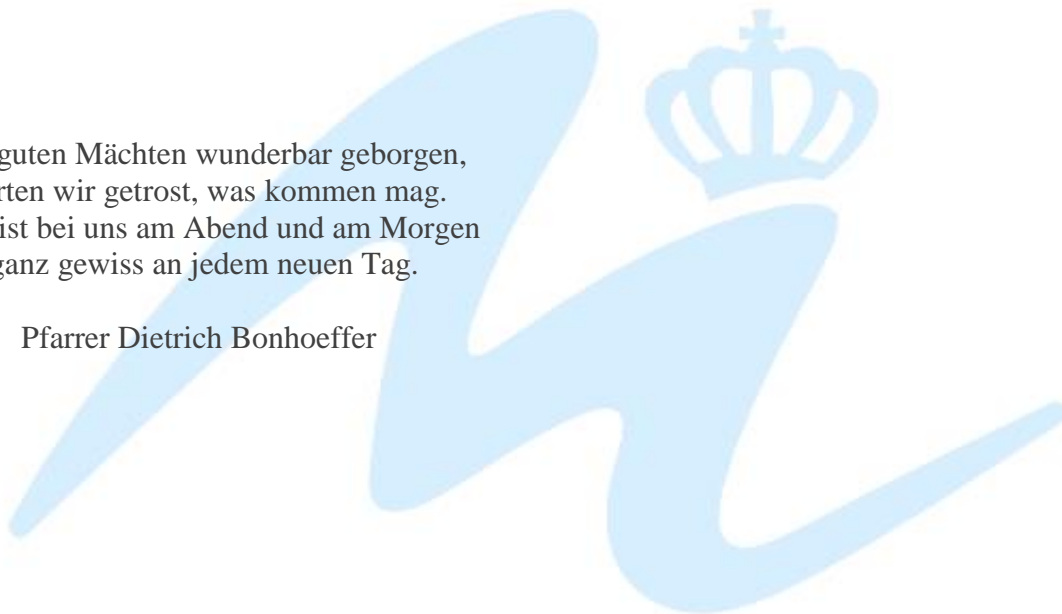 guten Mächten wunderbar geborgen,
rten wir getrost, was kommen mag.
ist bei uns am Abend und am Morgen
ganz gewiss an jedem neuen Tag.
Pfarrer Dietrich Bonhoeffer